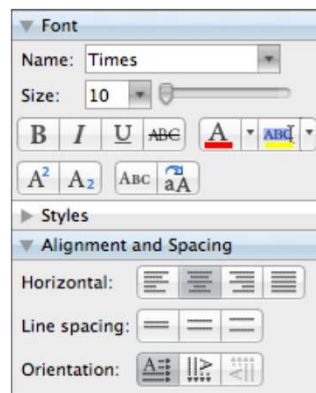 Font
Name: Times
Size: 10
B I U ABC A ABC
A² A₂ ABC aA
Styles
Alignment and Spacing
Horizontal:
Line spacing:
Orientation: A A A